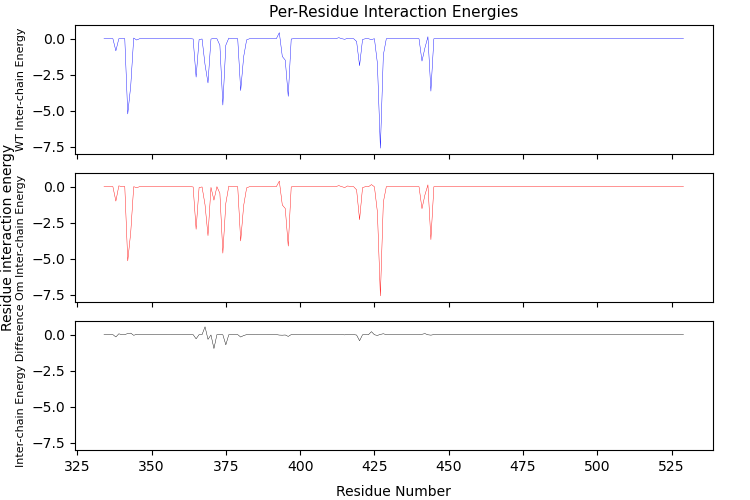 Per-Residue Interaction Energies
WT Inter-chain Energy
0.0
−2.5
−5.0
−7.5
Residue interaction energy
Om Inter-chain Energy
0.0
−2.5
−5.0
−7.5
Inter-chain Energy Difference
0.0
−2.5
−5.0
−7.5
325 350 375 400 425 450 475 500 525
Residue Number